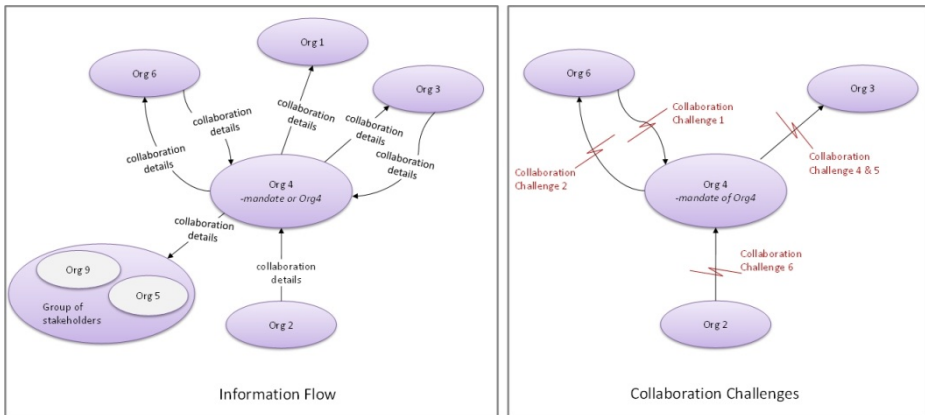 Org 1
Org 6
Org 3
collaboration
details
collaboration
details
collaboration
details
collaboration
details
collaboration
details
Org 4
-mandate or Org4
collaboration
details
Org 9
Org 5
Group of
stakeholders
collaboration
details
Org 2
Information Flow
Org 6
Org 3
Collaboration
Challenge 1
Collaboration
Challenge 2
Collaboration
Challenge 4 & 5
Org 4
-mandate of Org4
Collaboration
Challenge 6
Org 2
Collaboration Challenges